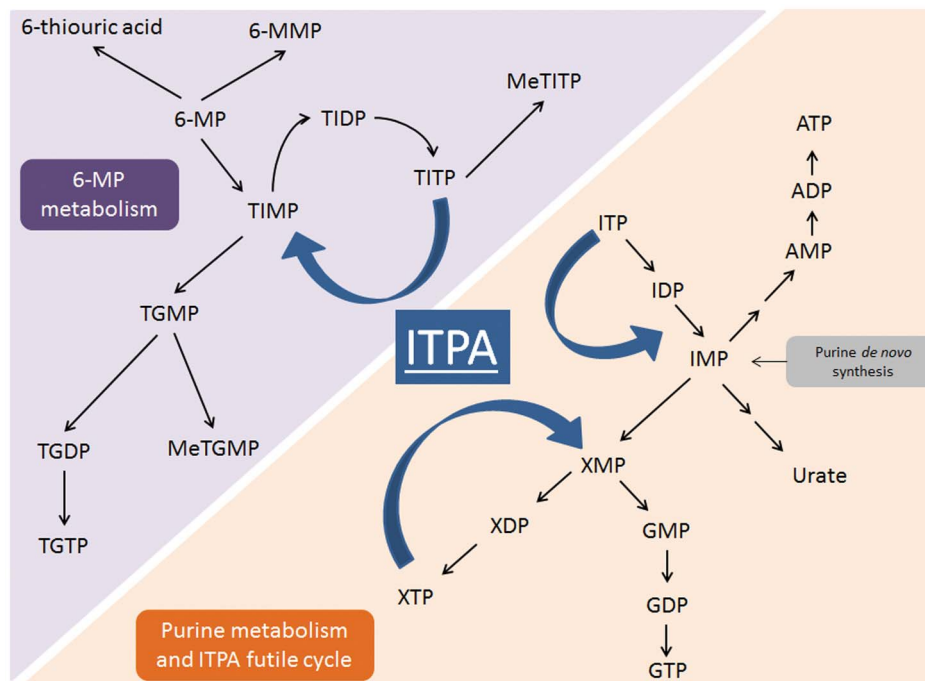 6-thiouric acid
6-MMP
6-MP
TIDP
MeTITP
TITP
6-MP
metabolism
TIMP
TGMP
TGDP
MeTGMP
TGTP
ITPA
ATP
ADP
AMP
ITP
IDP
IMP
Purine de novo
synthesis
Urate
XMP
XDP
XTP
GMP
GDP
GTP
Purine metabolism
and ITPA futile cycle